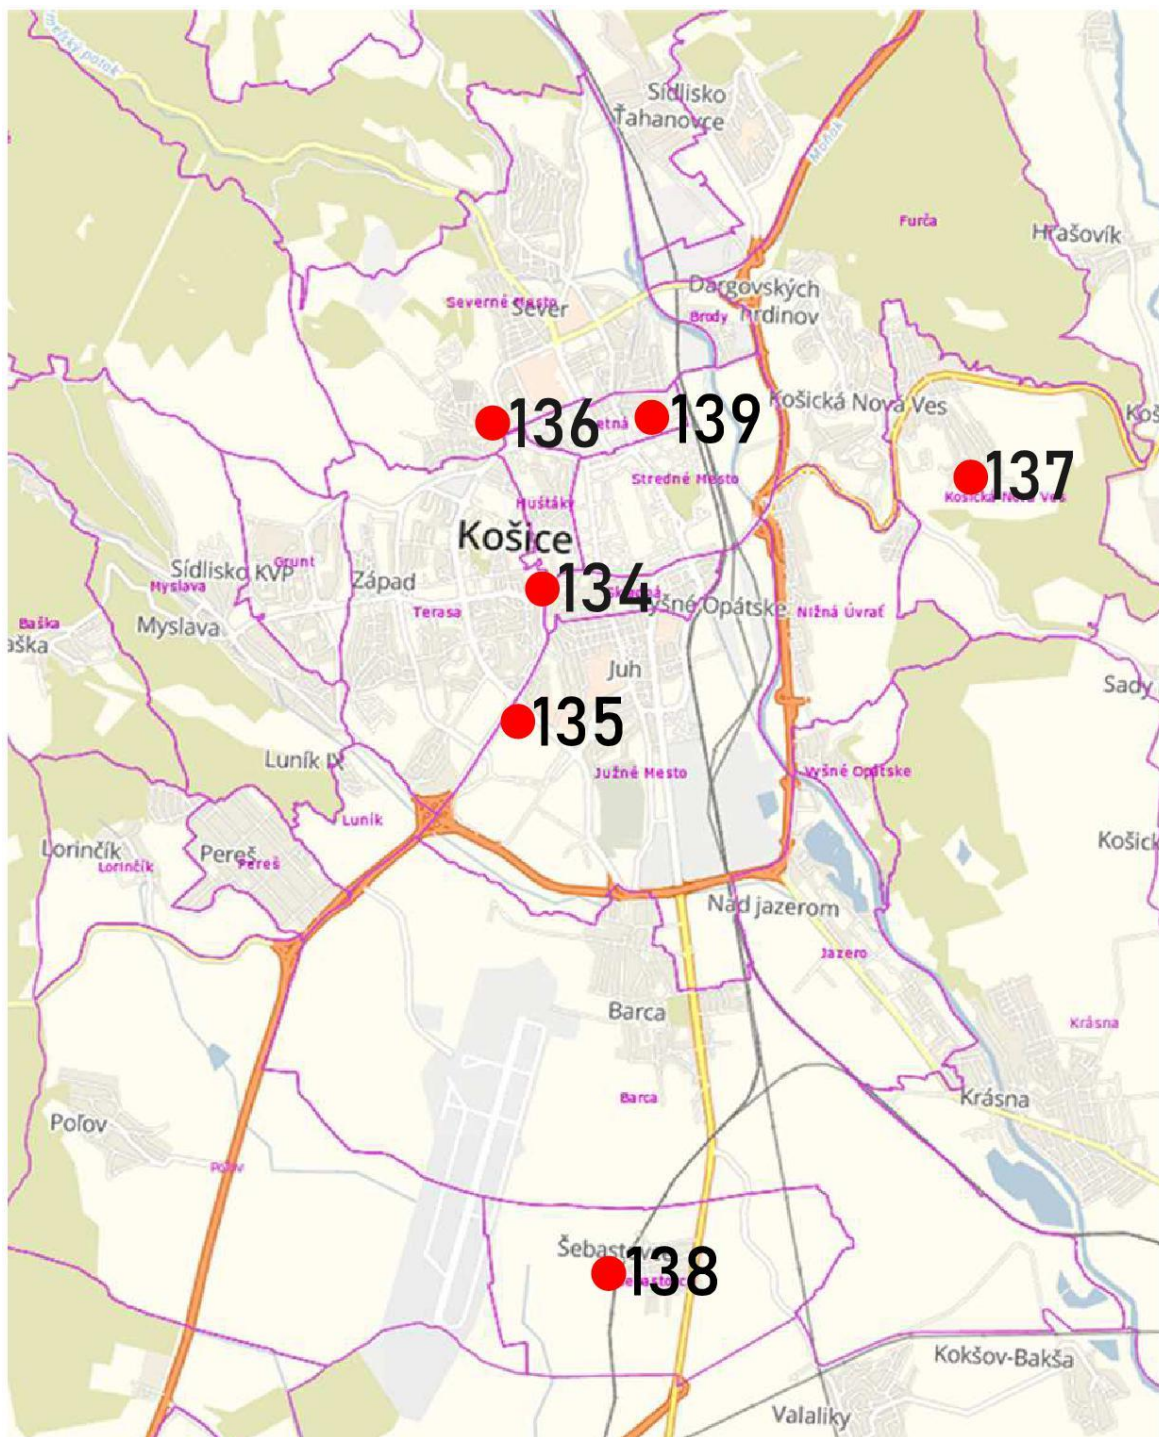 Sídlisko
Ťahanovce
Moňok
Furča
Hrašovík
Dargovských
hrdinov
Brody
Severné Mesto
Sever
Košická Nová Ves
136
139
137
Stredné Mesto
Huštáky
Košická Nová Ves
Košice
134
Grunt
Sídlisko KVP
Myslava
Západ
Terasa
Vyšné Opátske
Nižná Úvrať
Baška
Myslava
Juh
Sady
135
Luník IX
Južné Mesto
Vyšné Opátske
Luník
Lorinčík
Lorinčík
Pereš
Pereš
Nad jazerom
Jazero
Barca
Krásna
Barca
Krásna
Poľov
Poľov
138
Kokšov-Bakša
Valaliky